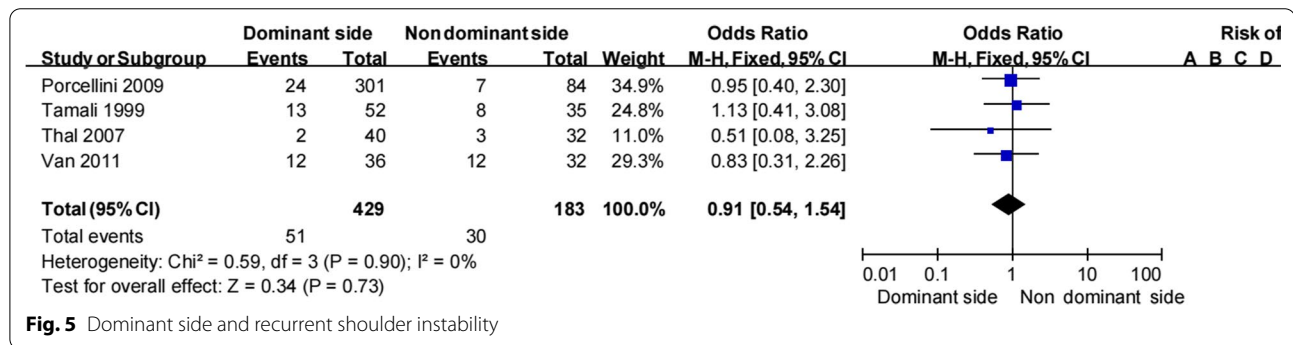 Dominant side Non dominant side Odds Ratio Odds Ratio Risk of
Study or Subgroup Events Total Events Total Weight M-H, Fixed, 95% CI M-H, Fixed, 95% CI A B C D
Porcellini 2009 24 301 7 84 34.9% 0.95 [0.40, 2.30]
Tamali 1999 13 52 8 35 24.8% 1.13 [0.41, 3.08]
Thal 2007 2 40 3 32 11.0% 0.51 [0.08, 3.25]
Van 2011 12 36 12 32 29.3% 0.83 [0.31, 2.26]
Total (95% CI) 429 183 100.0% 0.91 [0.54, 1.54]
Total events 51 30
Heterogeneity: Chi² = 0.59, df = 3 (P = 0.90); I² = 0%
Test for overall effect: Z = 0.34 (P = 0.73)
0.01 0.1 1 10 100
Dominant side Non dominant side
Fig. 5 Dominant side and recurrent shoulder instability